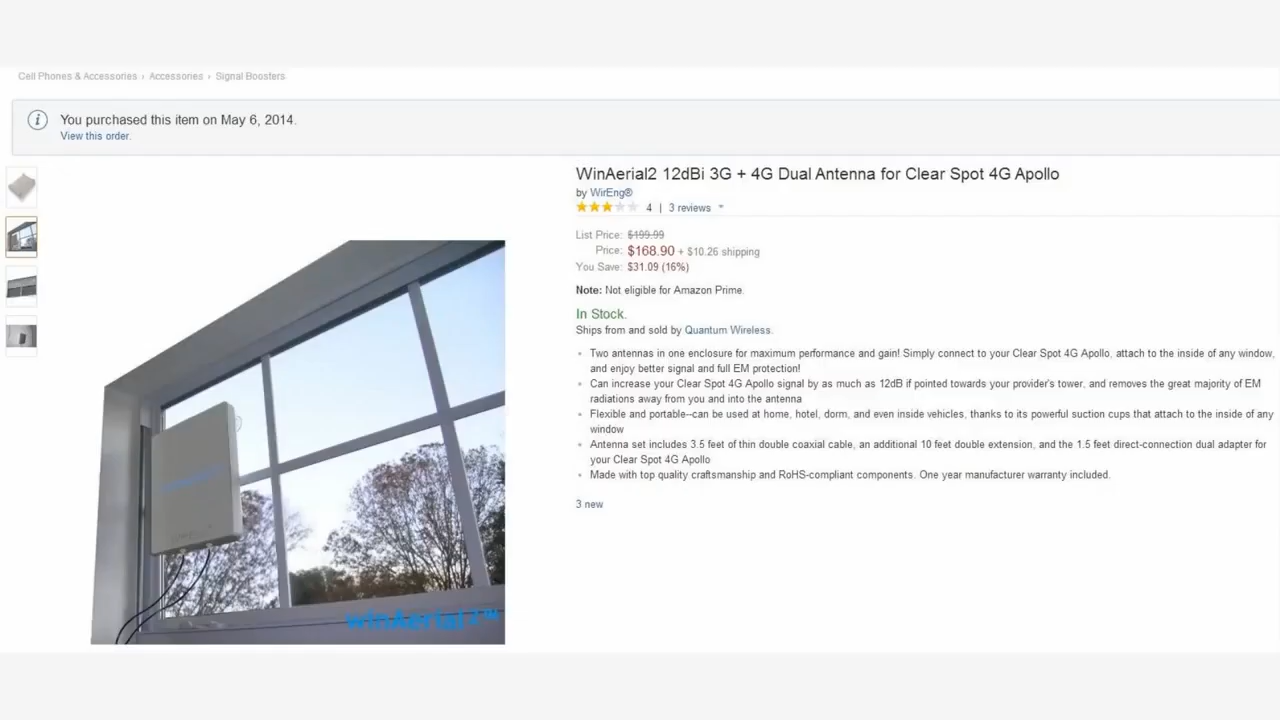 Cell Phones & Accessories › Accessories › Signal Boosters
You purchased this item on May 6, 2014.
View this order.
WinAerial2 12dBi 3G + 4G Dual Antenna for Clear Spot 4G Apollo
by WirEng®
4 | 3 reviews
List Price: $199.99
Price: $168.90 + $10.26 shipping
You Save: $31.09 (16%)
Note: Not eligible for Amazon Prime.
In Stock.
Ships from and sold by Quantum Wireless.
• Two antennas in one enclosure for maximum performance and gain! Simply connect to your Clear Spot 4G Apollo, attach to the inside of any window,
and enjoy better signal and full EM protection!
• Can increase your Clear Spot 4G Apollo signal by as much as 12dB if pointed towards your provider's tower, and removes the great majority of EM
radiations away from you and into the antenna
• Flexible and portable--can be used at home, hotel, dorm, and even inside vehicles, thanks to its powerful suction cups that attach to the inside of any
window
• Antenna set includes 3.5 feet of thin double coaxial cable, an additional 10 feet double extension, and the 1.5 feet direct-connection dual adapter for
your Clear Spot 4G Apollo
• Made with top quality craftsmanship and RoHS-compliant components. One year manufacturer warranty included.
3 new
winAerial2™